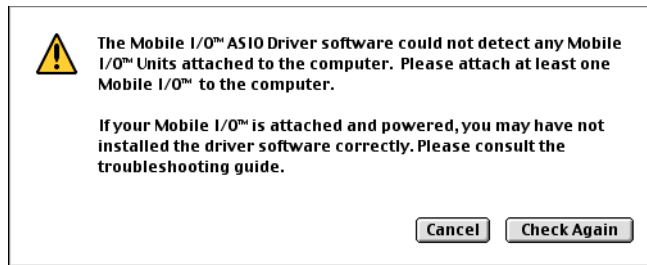 The Mobile I/O™ ASIO Driver software could not detect any Mobile
I/O™ Units attached to the computer.  Please attach at least one
Mobile I/O™ to the computer.
If your Mobile I/O™ is attached and powered, you may have not
installed the driver software correctly. Please consult the
troubleshooting guide.
Cancel
Check Again